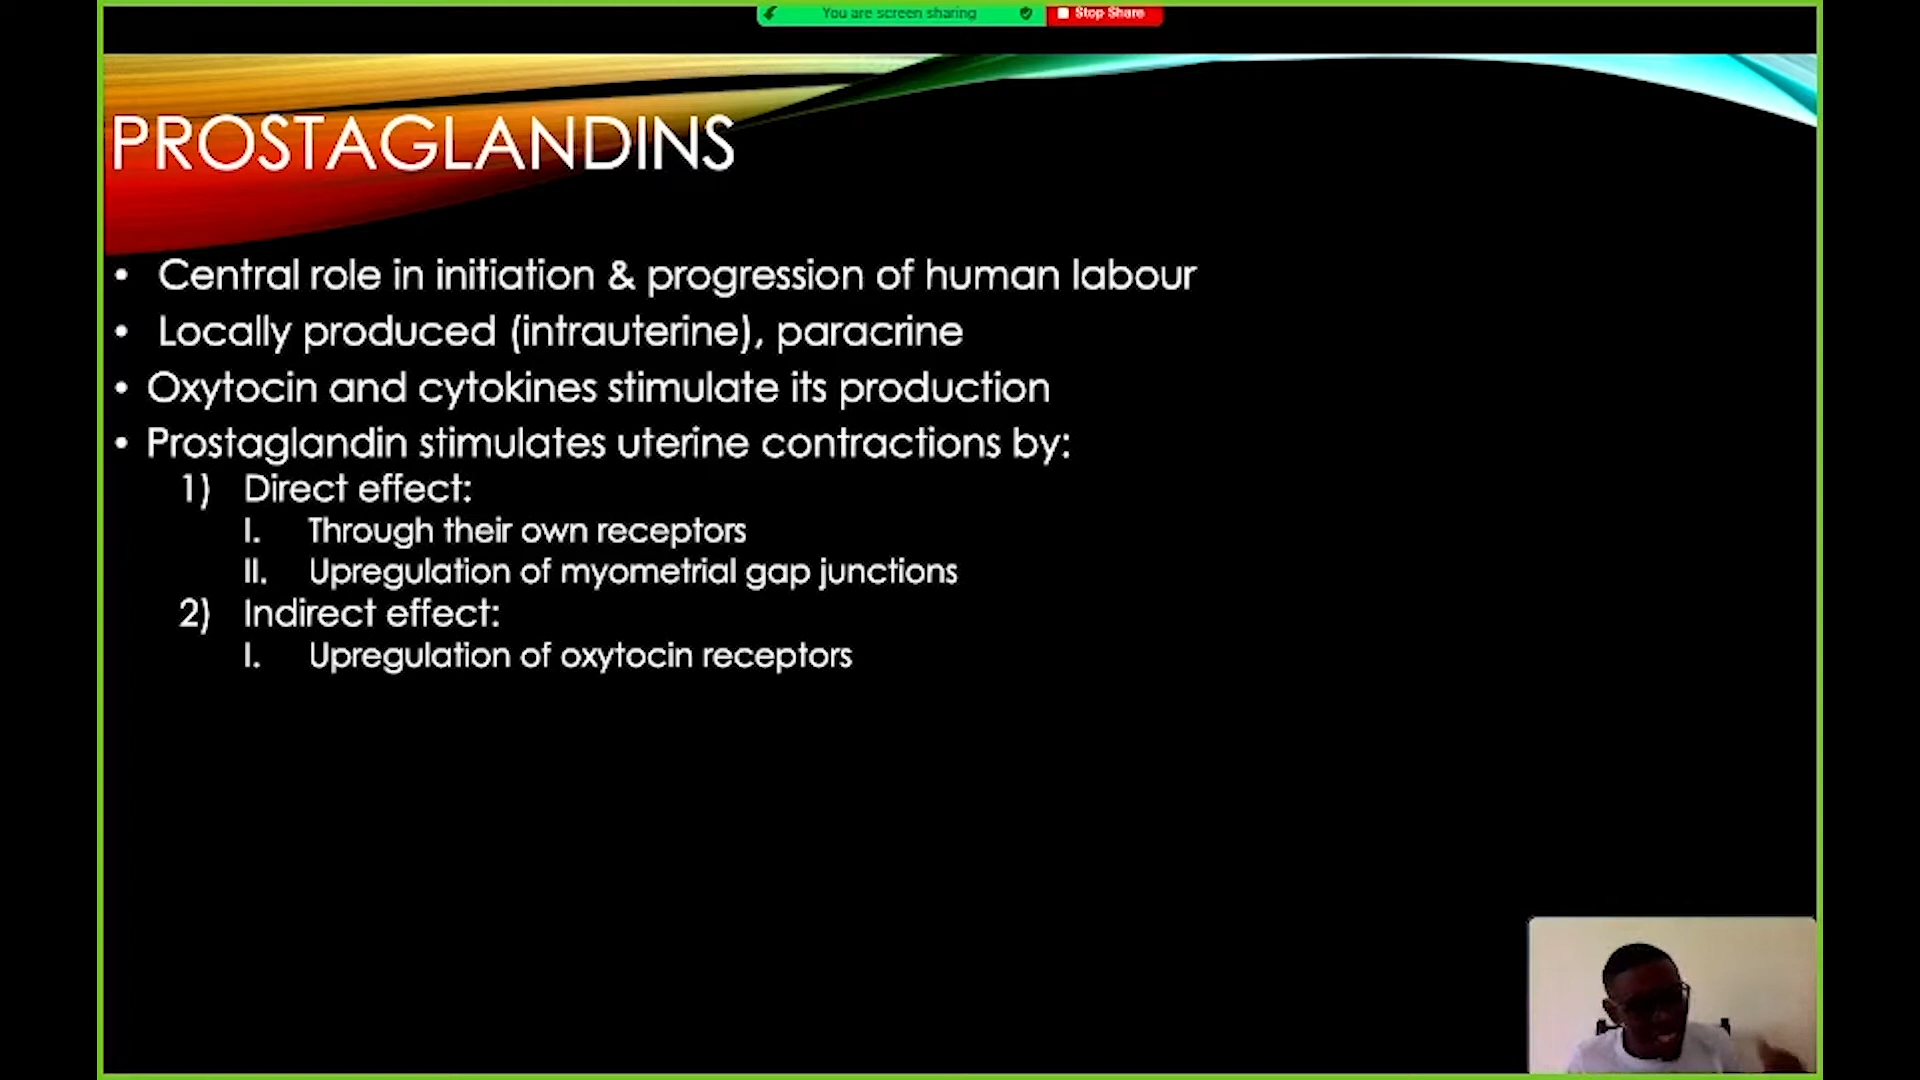 You are screen sharing
Stop Share
PROSTAGLANDINS
• Central role in initiation & progression of human labour
• Locally produced (intrauterine), paracrine
• Oxytocin and cytokines stimulate its production
• Prostaglandin stimulates uterine contractions by:
1) Direct effect:
I. Through their own receptors
II. Upregulation of myometrial gap junctions
2) Indirect effect:
I. Upregulation of oxytocin receptors